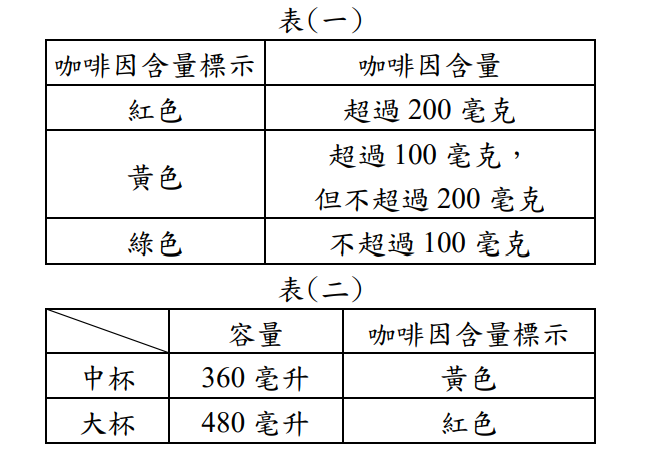 表(一)
咖啡因含量標示 咖啡因含量
紅色 超過 200 毫克
黃色 超過 100 毫克，
但不超過 200 毫克
綠色 不超過 100 毫克
表(二)
容量 咖啡因含量標示
中杯 360 毫升 黃色
大杯 480 毫升 紅色